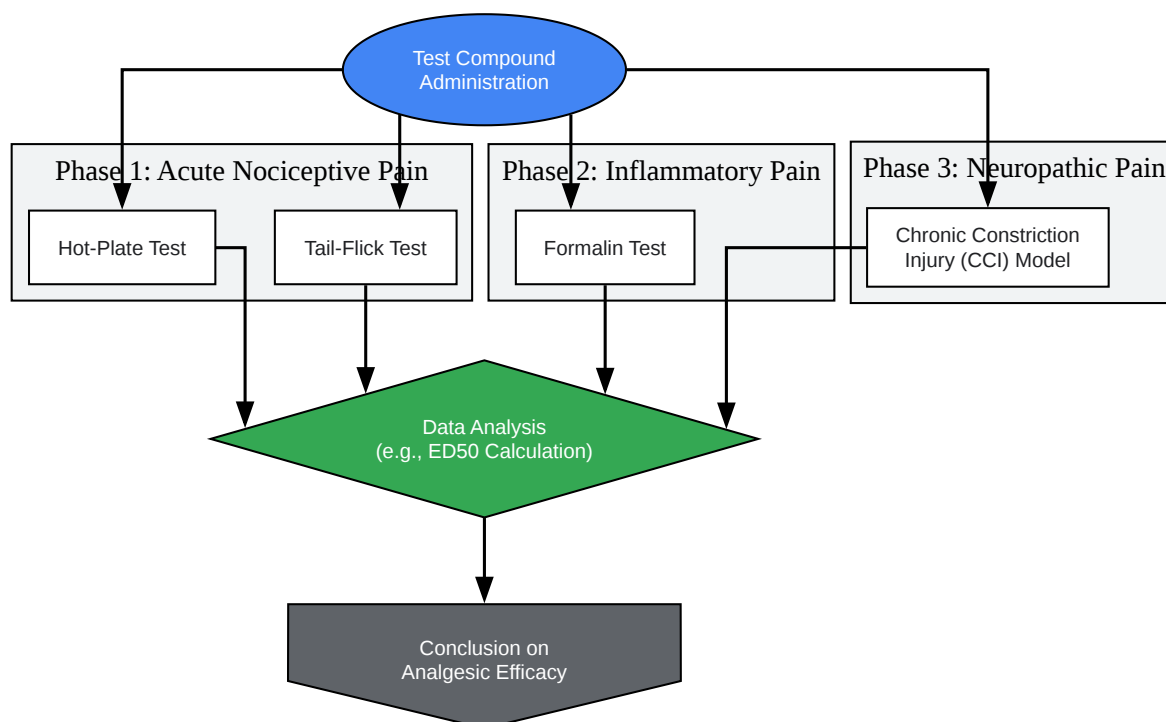 Test Compound
Administration
Phase 1: Acute Nociceptive Pain
Phase 2: Inflammatory Pain
Phase 3: Neuropathic Pain
Hot-Plate Test
Tail-Flick Test
Formalin Test
Chronic Constriction
Injury (CCI) Model
Data Analysis
(e.g., ED50 Calculation)
Conclusion on
Analgesic Efficacy